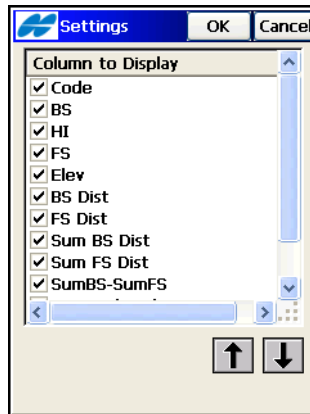 Settings
OK
Cancel
Column to Display
Code
BS
HI
FS
Elev
BS Dist
FS Dist
Sum BS Dist
Sum FS Dist
SumBS-SumFS